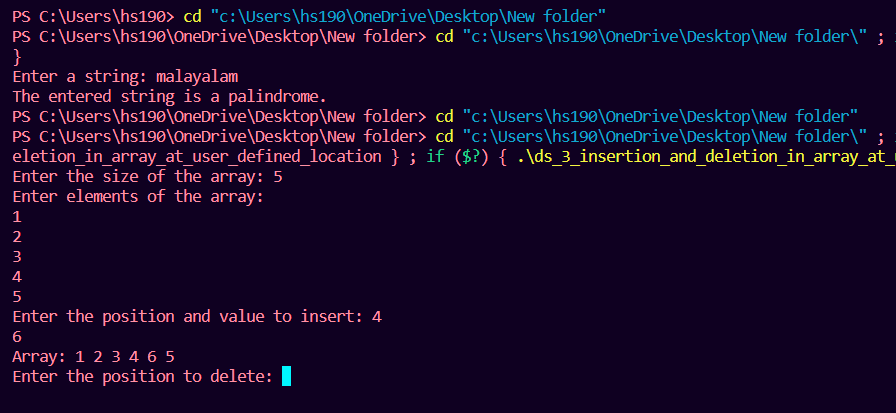 PS C:\Users\hs190> cd "c:\Users\hs190\OneDrive\Desktop\New folder"
PS C:\Users\hs190\OneDrive\Desktop\New folder> cd "c:\Users\hs190\OneDrive\Desktop\New folder\" ;
}
Enter a string: malayalam
The entered string is a palindrome.
PS C:\Users\hs190\OneDrive\Desktop\New folder> cd "c:\Users\hs190\OneDrive\Desktop\New folder"
PS C:\Users\hs190\OneDrive\Desktop\New folder> cd "c:\Users\hs190\OneDrive\Desktop\New folder\" ;
eletion_in_array_at_user_defined_location } ; if ($?) { .\ds_3_insertion_and_deletion_in_array_at_
Enter the size of the array: 5
Enter elements of the array:
1
2
3
4
5
Enter the position and value to insert: 4
6
Array: 1 2 3 4 6 5
Enter the position to delete: